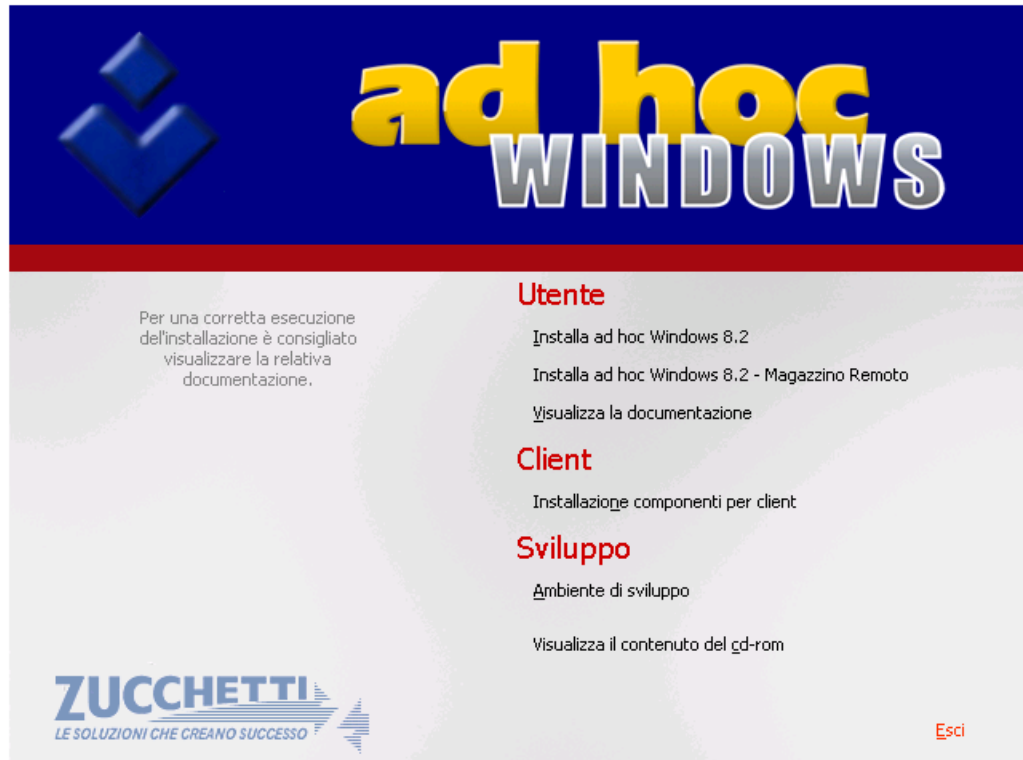 ad hoc
WINDOWS
Per una corretta esecuzione
del'installazione è consigliato
visualizzare la relativa
documentazione.
Utente
Installa ad hoc Windows 8.2
Installa ad hoc Windows 8.2 - Magazzino Remoto
Visualizza la documentazione
Client
Installazione componenti per client
Sviluppo
Ambiente di sviluppo
Visualizza il contenuto del cd-rom
ZUCCHETTI
LE SOLUZIONI CHE CREANO SUCCESSO
Esci